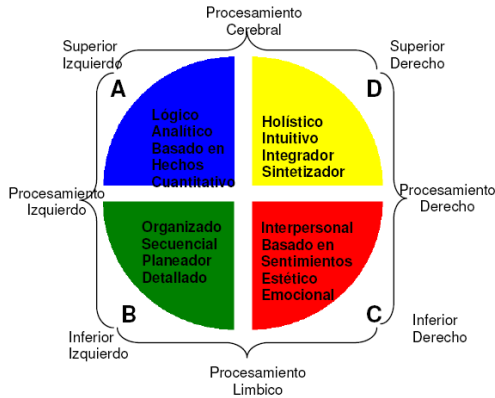 Procesamiento
Cerebral
Superior
Izquierdo
Superior
Derecho
A
D
Lógico
Analítico
Basado en
Hechos
Cuantitativo
Holístico
Intuitivo
Integrador
Sintetizador
Procesamiento
Izquierdo
Procesamiento
Derecho
Organizado
Secuencial
Planeador
Detallado
Interpersonal
Basado en
Sentimientos
Estético
Emocional
B
C
Inferior
Izquierdo
Inferior
Derecho
Procesamiento
Limbico